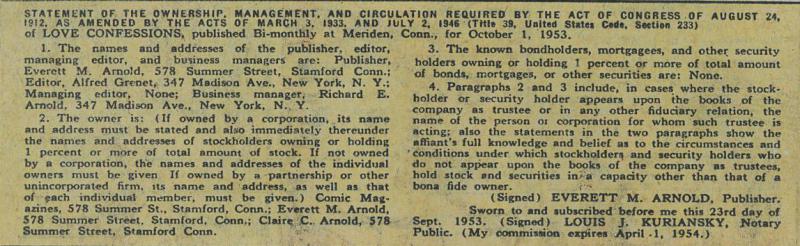 STATEMENT OF THE OWNERSHIP, MANAGEMENT, AND CIRCULATION REQUIRED BY THE ACT OF CONGRESS OF AUGUST 24,
1912, AS AMENDED BY THE ACTS OF MARCH 3, 1933, AND JULY 2, 1946 (Title 39, United States Code, Section 233)
of LOVE CONFESSIONS, published Bi-monthly at Meriden, Conn., for October 1, 1953.
1. The names and addresses of the publisher, editor,
managing editor, and business managers are: Publisher,
Everett M. Arnold, 578 Summer Street, Stamford Conn.;
Editor, Alfred Grenet, 347 Madison Ave., New York, N. Y.;
Managing editor, None; Business manager, Richard E.
Arnold, 347 Madison Ave., New York, N. Y.
2. The owner is: (If owned by a corporation, its name
and address must be stated and also immediately thereunder
the names and addresses of stockholders owning or holding
1 percent or more of total amount of stock. If not owned
by a corporation, the names and addresses of the individual
owners must be given If owned by a partnership or other
unincorporated firm, its name and address, as well as that
of each individual member, must be given.) Comic Mag-
azines, 578 Summer St., Stamford, Conn.; Everett M. Arnold,
578 Summer Street, Stamford, Conn.; Claire C. Arnold, 578
Summer Street, Stamford Conn.
3. The known bondholders, mortgagees, and other security
holders owning or holding 1 percent or more of total amount
of bonds, mortgages, or other securities are: None.
4. Paragraphs 2 and 3 include, in cases where the stock-
holder or security holder appears upon the books of the
company as trustee or in any other fiduciary relation, the
name of the person or corporation for whom such trustee is
acting; also the statements in the two paragraphs show the
affiant's full knowledge and belief as to the circumstances and
conditions under which stockholders and security holders who
do not appear upon the books of the company as trustees,
hold stock and securities in a capacity other than that of a
bona fide owner.
(Signed) EVERETT M. ARNOLD, Publisher.
Sworn to and subscribed before me this 23rd day of
Sept. 1953. (Signed) LOUIS J. KURIANSKY, Notary
Public. (My commission expires April 1, 1954.)